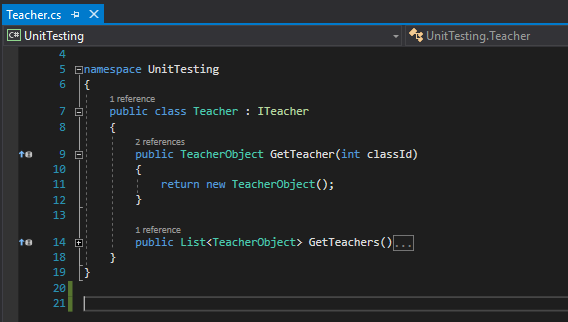 Teacher.cs
C# UnitTesting UnitTesting.Teacher
4
5 namespace UnitTesting
6 {
1 reference
7 public class Teacher : ITeacher
8 {
2 references
9 public TeacherObject GetTeacher(int classId)
10 {
11 return new TeacherObject();
12 }
13
1 reference
14 public List<TeacherObject> GetTeachers()...
18 }
19 }
20
21